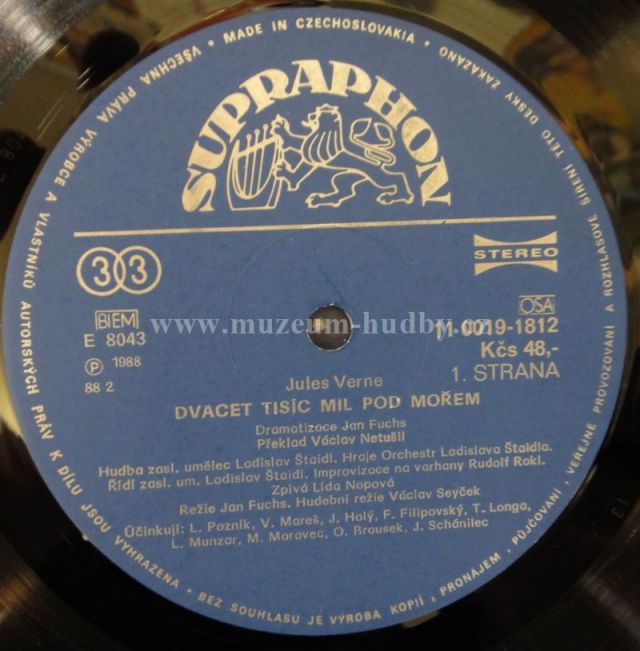 • MADE IN CZECHOSLOVAKIA •
VŠECHNA PRÁVA VÝROBCE A VLASTNÍKŮ AUTORSKÝCH PRÁV K DÍLU JSOU VYHRAZENA • BEZ SOUHLASU JE VÝROBA KOPIÍ, PRONÁJEM, PŮJČOVÁNÍ, VEŘEJNÉ PROVOZOVÁNÍ A ROZHLASOVÉ ŠÍŘENÍ TÉTO DESKY ZAKÁZÁNO
SUPRAPHON
33
STEREO
BIEM
OSA
www.muzeum-hudby.cz
E 8043
11 0019-1812
Ⓟ 1988
Kčs 48,-
88 2
1. STRANA
Jules Verne
DVACET TISÍC MIL POD MOŘEM
Dramatizace Jan Fuchs
Překlad Václav Netušil
Hudba zasl. umělec Ladislav Štaidl. Hraje Orchestr Ladislava Štaidla.
Řídí zasl. um. Ladislav Štaidl. Improvizace na varhany Rudolf Rokl.
Zpívá Lída Nopová
Režie Jan Fuchs. Hudební režie Václav Seyček
Účinkují: L. Pozník, V. Mareš, J. Holý, F. Filipovský, T. Longa,
L. Munzar, M. Moravec, O. Brousek, J. Schánilec